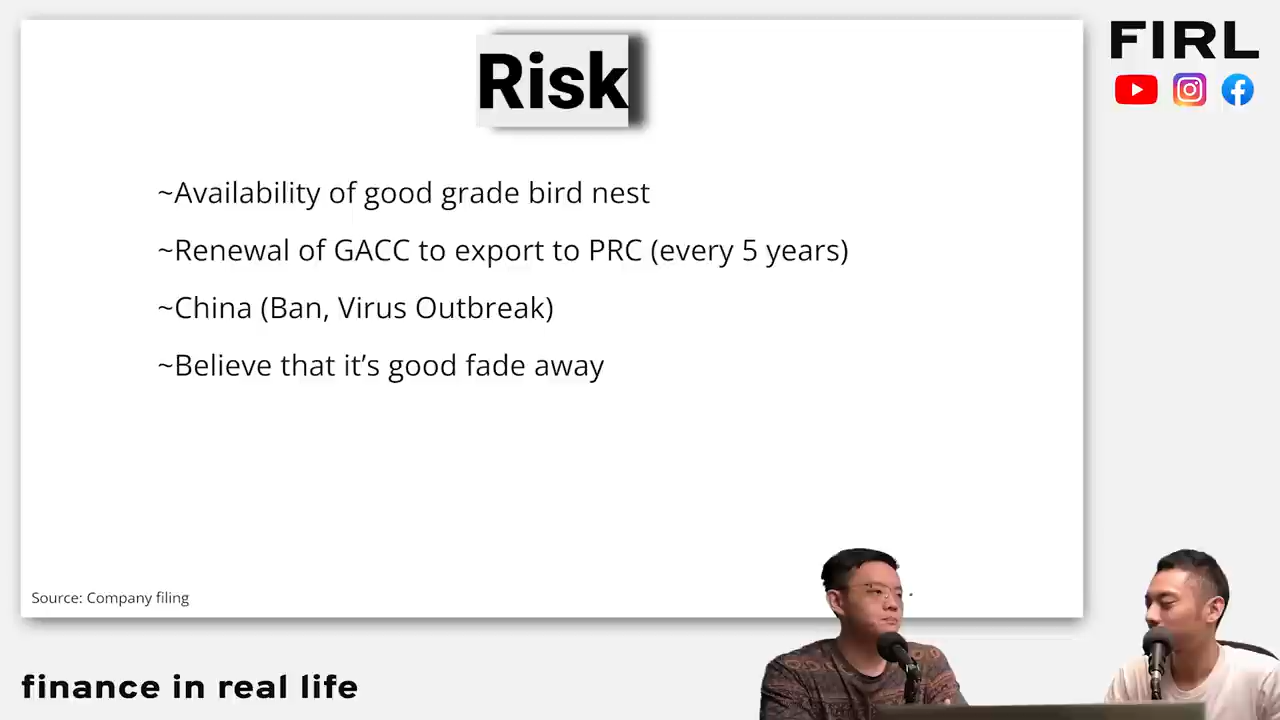 Risk
FIRL
~Availability of good grade bird nest
~Renewal of GACC to export to PRC (every 5 years)
~China (Ban, Virus Outbreak)
~Believe that it's good fade away
Source: Company filing
finance in real life